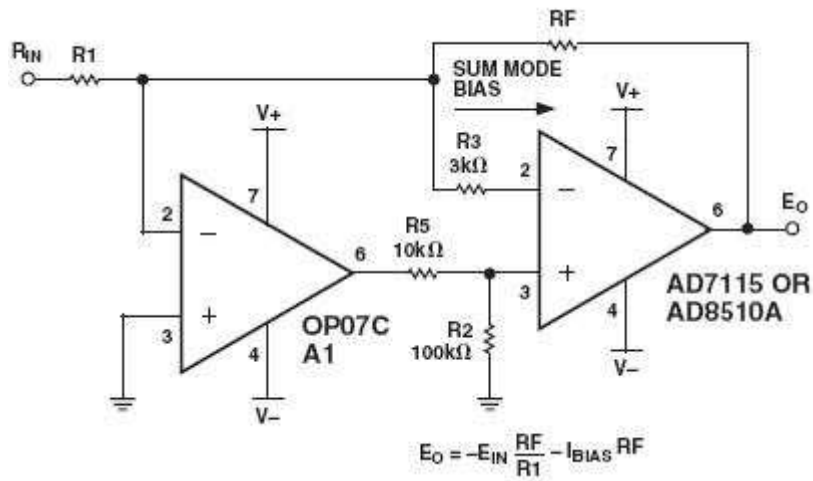 RIN
R1
RF
SUM MODE
BIAS
V+
V+
R3
3kΩ
7
7
2
2
6
EO
R5
10kΩ
6
3
3
OP07C
A1
R2
100kΩ
AD7115 OR
AD8510A
4
4
V–
V–
EO = –EIN RF/R1 – IBIAS RF